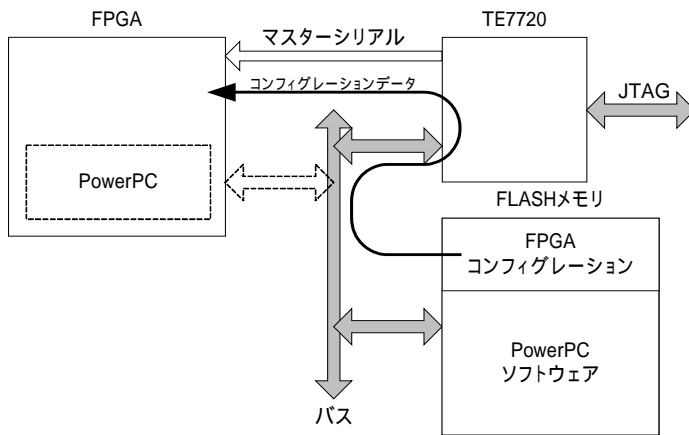 FPGA
TE7720
マスターシリアル
コンフィグレーションデータ
JTAG
PowerPC
FLASHメモリ
FPGA
コンフィグレーション
PowerPC
ソフトウェア
バス